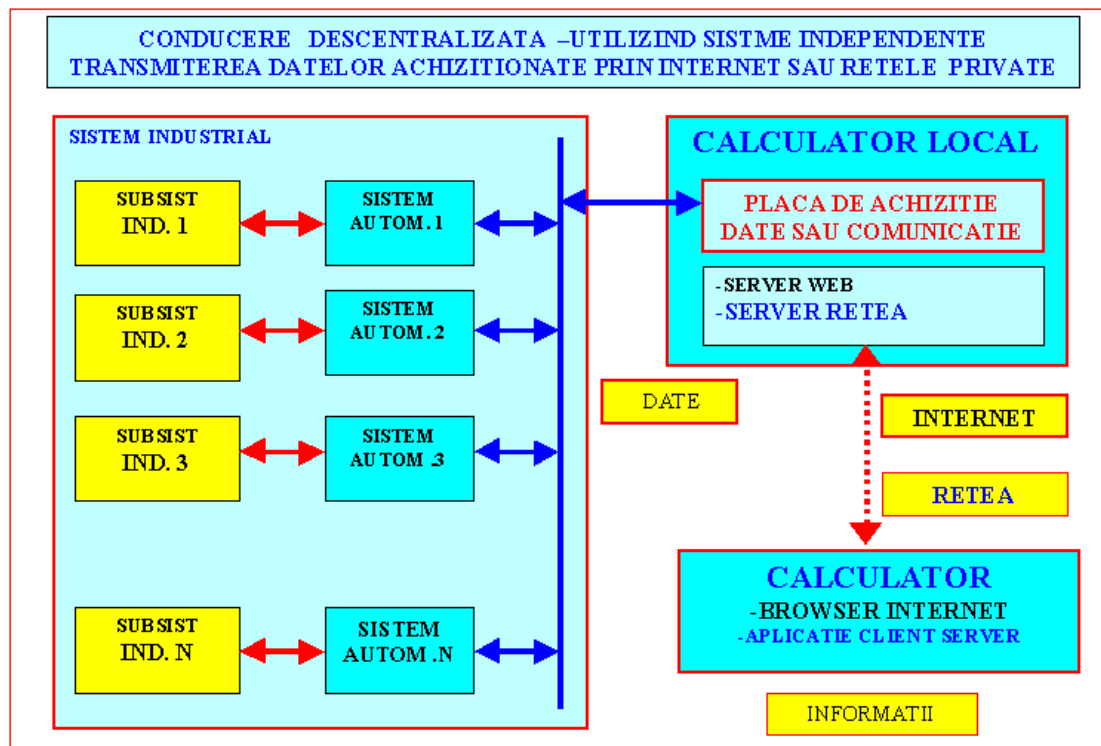 CONDUCERE DESCENTRALIZATA –UTILIZIND SISTME INDEPENDENTE
TRANSMITEREA DATELOR ACHIZITIONATE PRIN INTERNET SAU RETELE PRIVATE
SISTEM INDUSTRIAL
SUBSIST
IND. 1
SISTEM
AUTOM. 1
SUBSIST
IND. 2
SISTEM
AUTOM .2
SUBSIST
IND. 3
SISTEM
AUTOM .3
SUBSIST
IND. N
SISTEM
AUTOM .N
CALCULATOR LOCAL
PLACA DE ACHIZITIE
DATE SAU COMUNICATIE
-SERVER WEB
-SERVER RETEA
DATE
INTERNET
RETEA
CALCULATOR
-BROWSER INTERNET
-APLICATIE CLIENT SERVER
INFORMATII